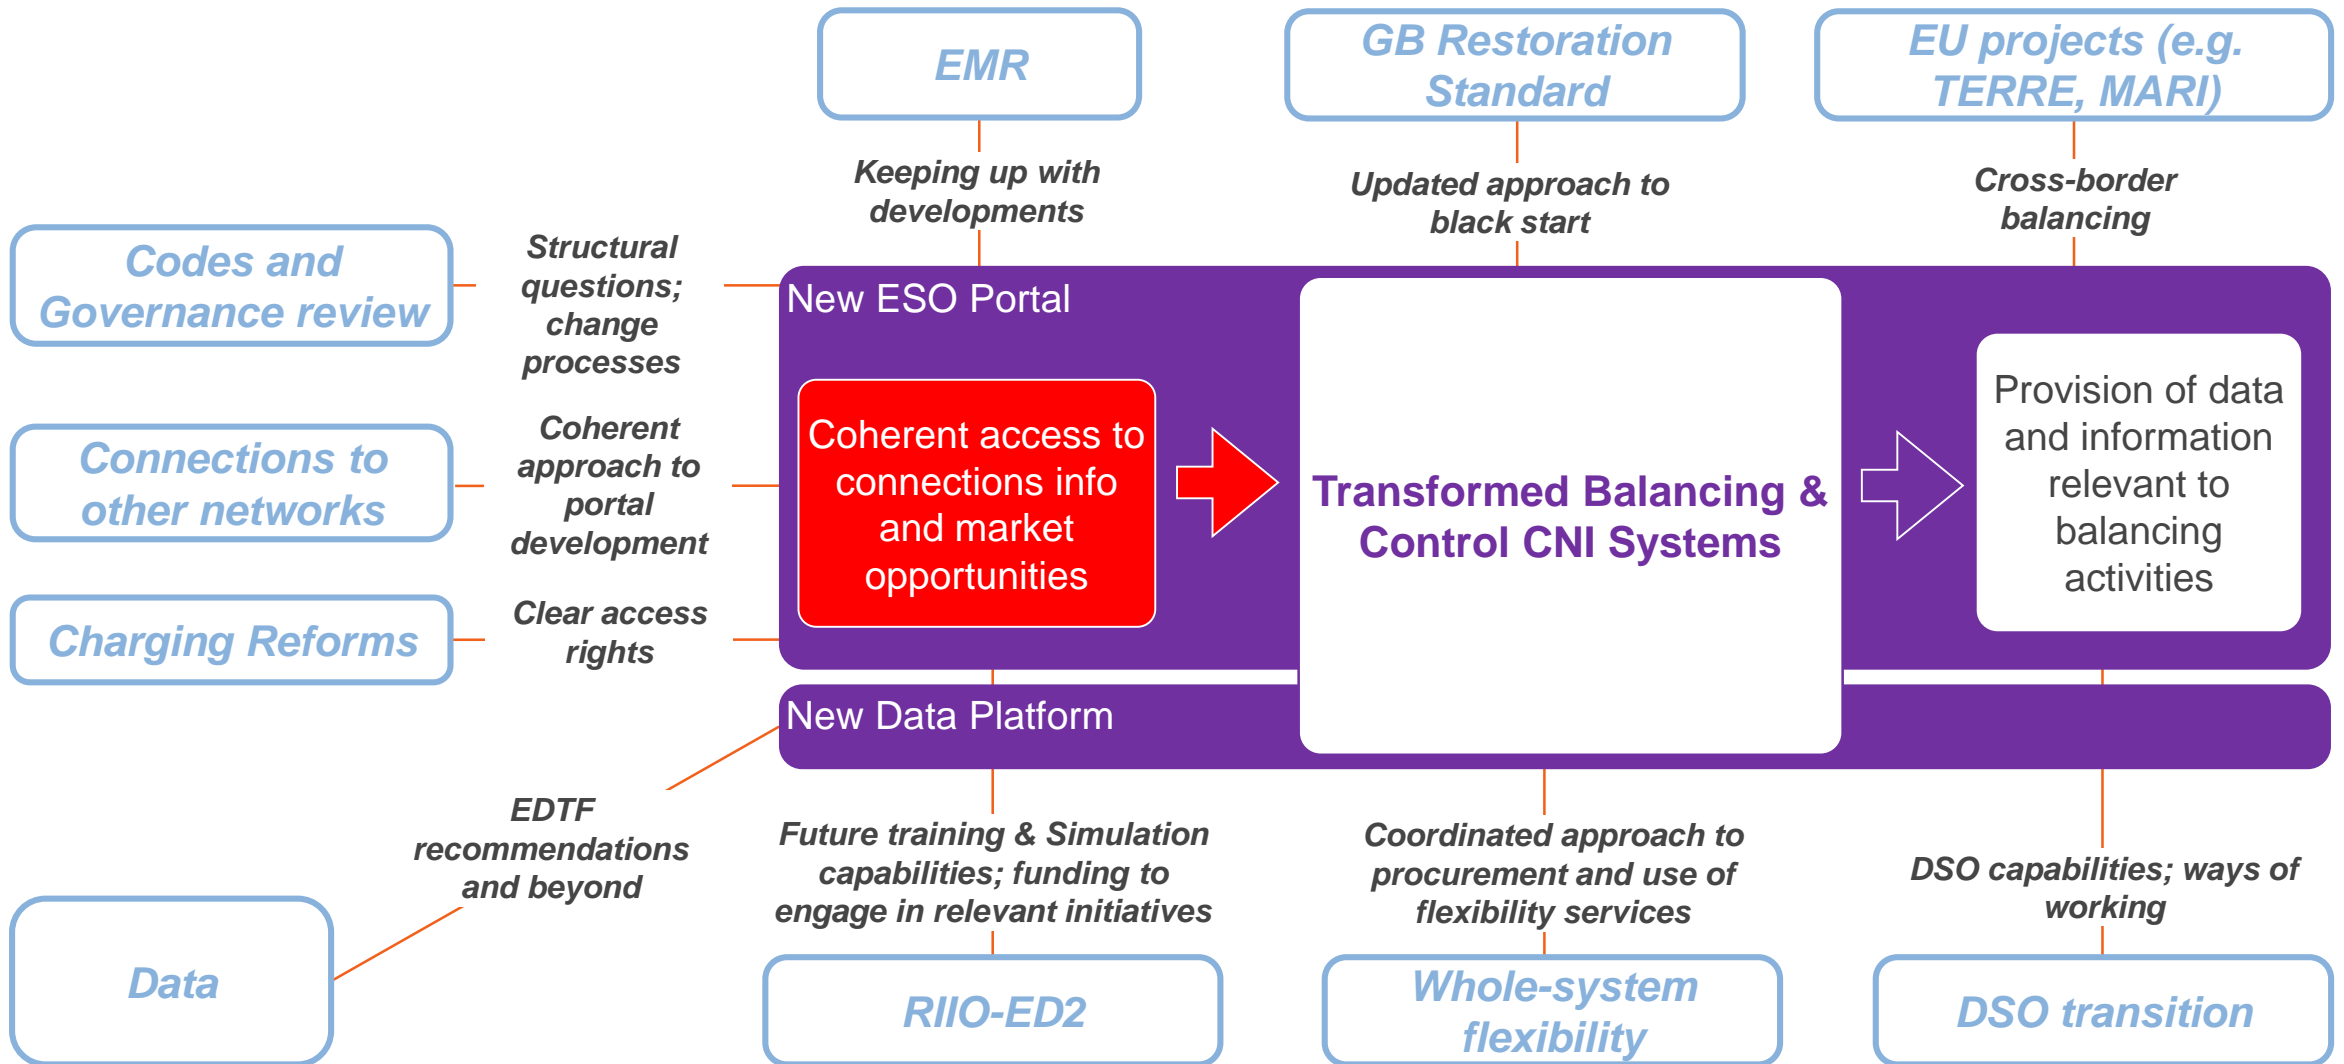 EMR
GB Restoration
Standard
EU projects (e.g.
TERRE, MARI)
Keeping up with
developments
Updated approach to
black start
Cross-border
balancing
Codes and
Governance review
Structural
questions;
change
processes
Connections to
other networks
Coherent
approach to
portal
development
Charging Reforms
Clear access
rights
New ESO Portal
Coherent access to
connections info
and market
opportunities
Transformed Balancing &
Control CNI Systems
Provision of data
and information
relevant to
balancing
activities
New Data Platform
EDTF
recommendations
and beyond
Future training & Simulation
capabilities; funding to
engage in relevant initiatives
Coordinated approach to
procurement and use of
flexibility services
DSO capabilities; ways of
working
Data
RIIO-ED2
Whole-system
flexibility
DSO transition